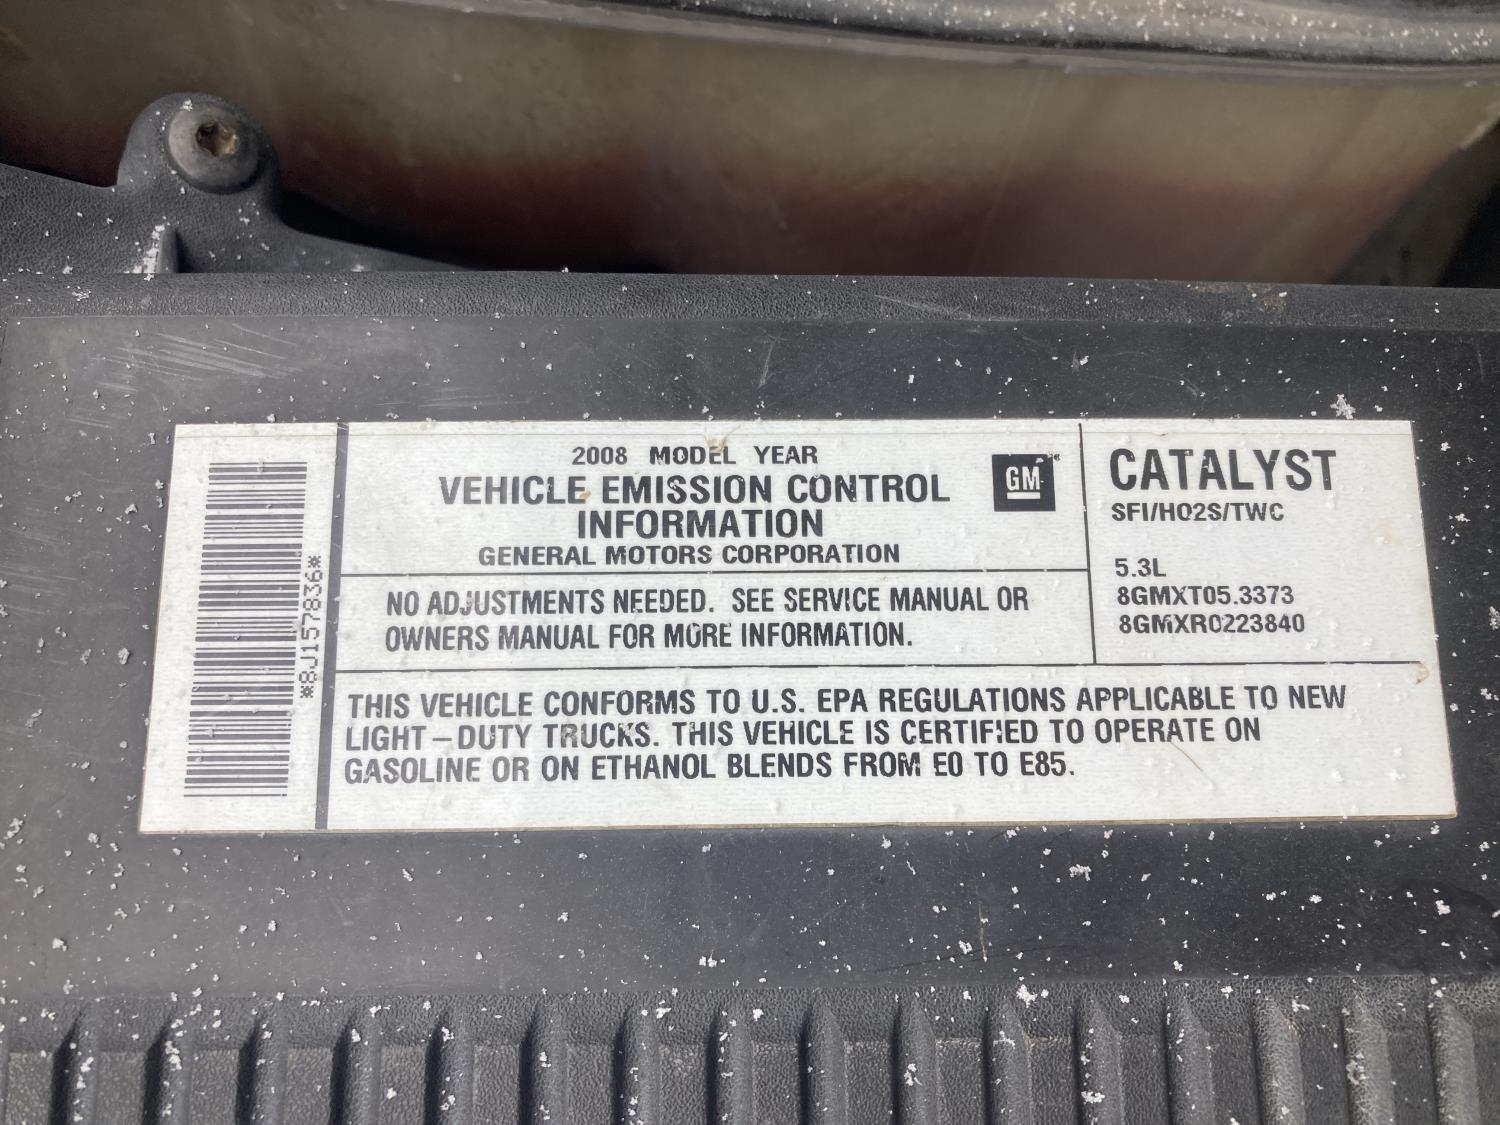 *8J157836*
2008 MODEL YEAR
VEHICLE EMISSION CONTROL
INFORMATION
GENERAL MOTORS CORPORATION
GM
NO ADJUSTMENTS NEEDED. SEE SERVICE MANUAL OR
OWNERS MANUAL FOR MORE INFORMATION.
CATALYST
SFI/HO2S/TWC
5.3L
8GMXT05.3373
8GMXR0223840
THIS VEHICLE CONFORMS TO U.S. EPA REGULATIONS APPLICABLE TO NEW
LIGHT-DUTY TRUCKS. THIS VEHICLE IS CERTIFIED TO OPERATE ON
GASOLINE OR ON ETHANOL BLENDS FROM E0 TO E85.